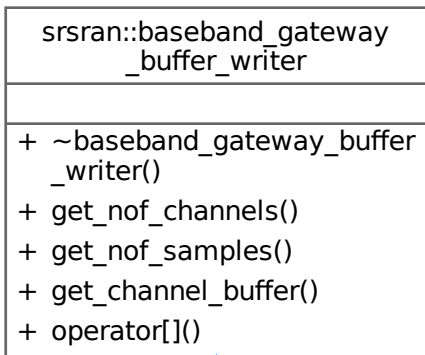 srsran::baseband_gateway
_buffer_writer
+ ~baseband_gateway_buffer
_writer()
+ get_nof_channels()
+ get_nof_samples()
+ get_channel_buffer()
+ operator[]()